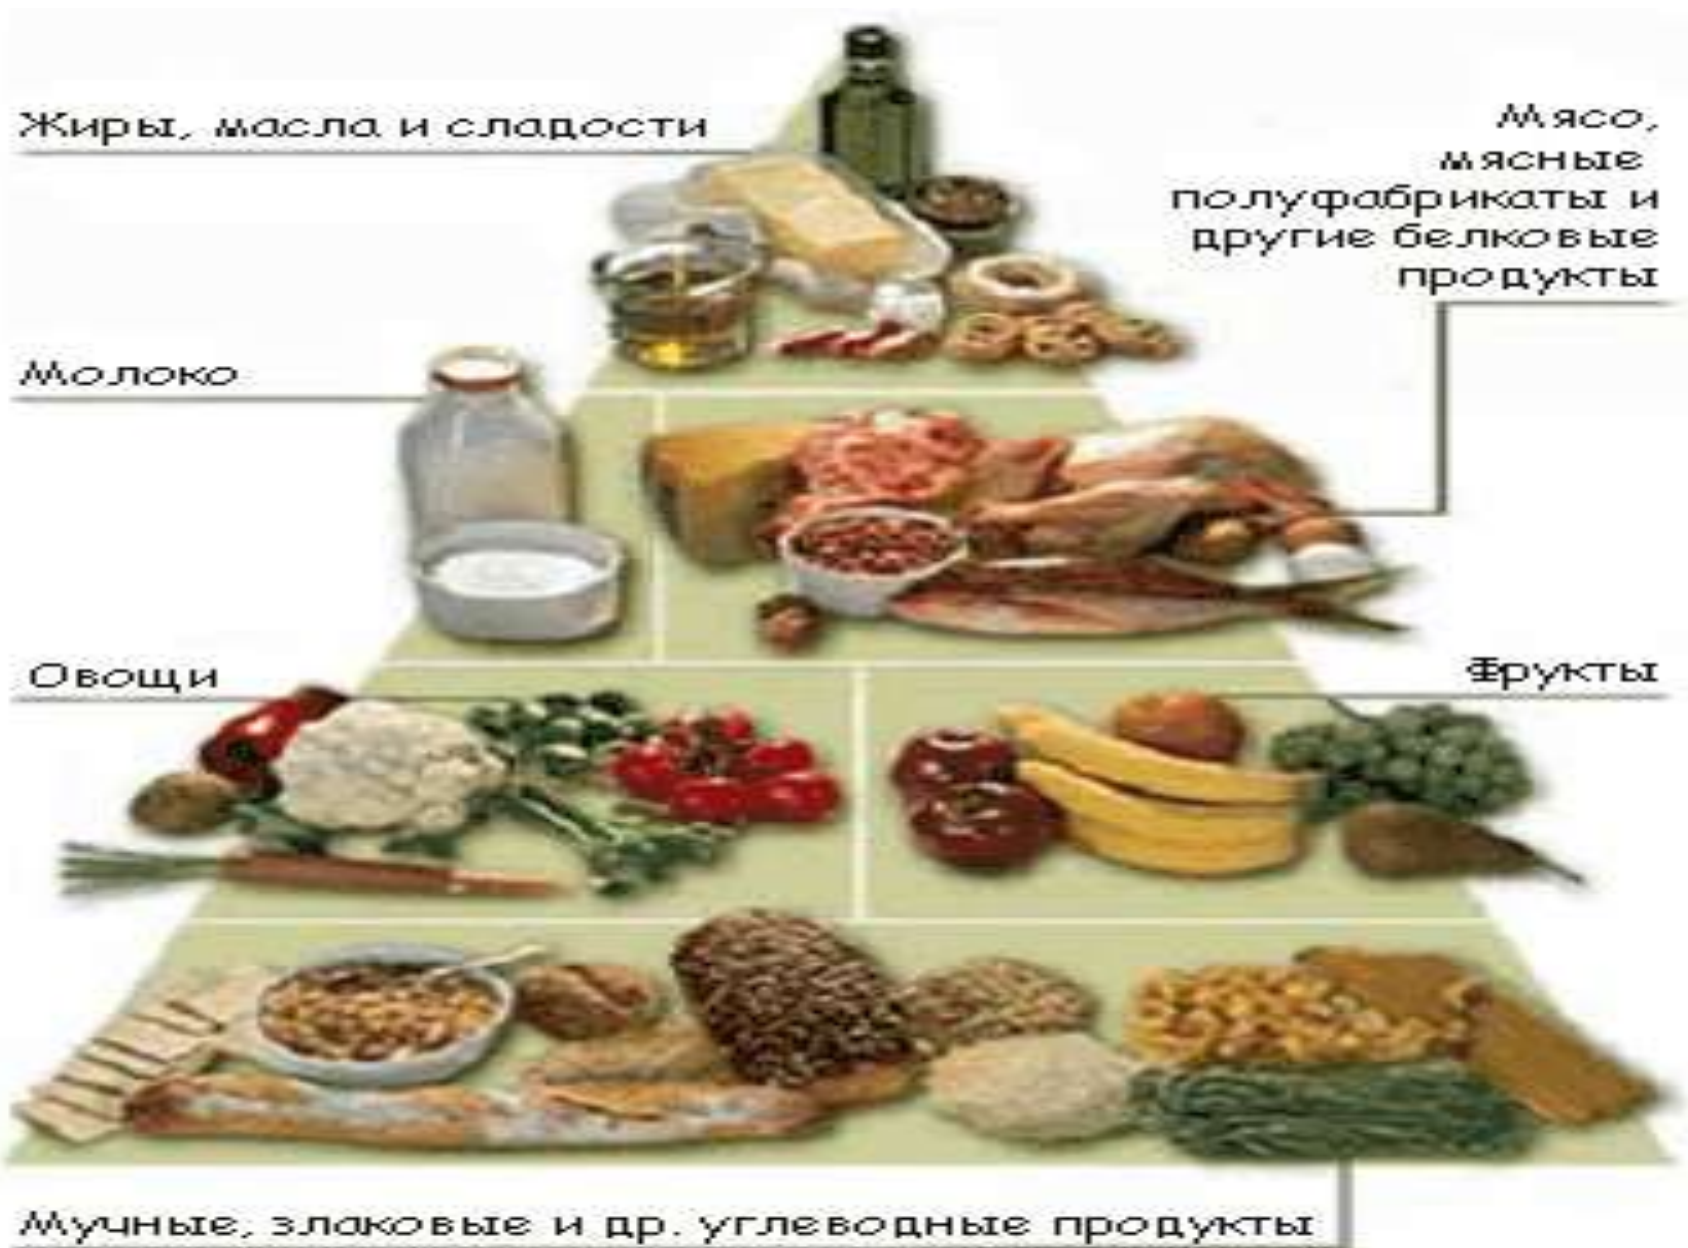 Жиры, масла и сладости
Мясо,
мясные
полуфабрикаты и
другие белковые
продукты
Молоко
Овощи
Фрукты
Мучные, злаковые и др. углеводные продукты